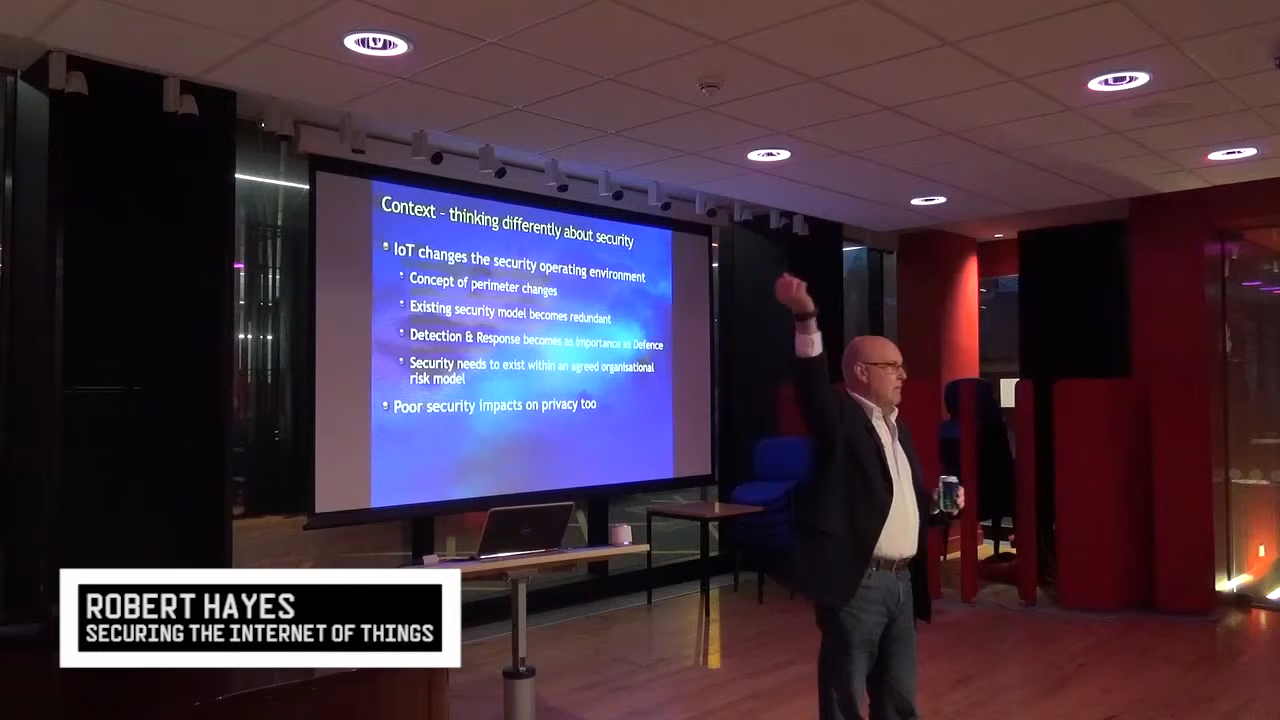 Context - thinking differently about security
IoT changes the security operating environment
Concept of perimeter changes
Existing security model becomes redundant
Detection & Response becomes as importance as Defence
Security needs to exist within an agreed organisational
risk model
Poor security impacts on privacy too
ROBERT HAYES
SECURING THE INTERNET OF THINGS